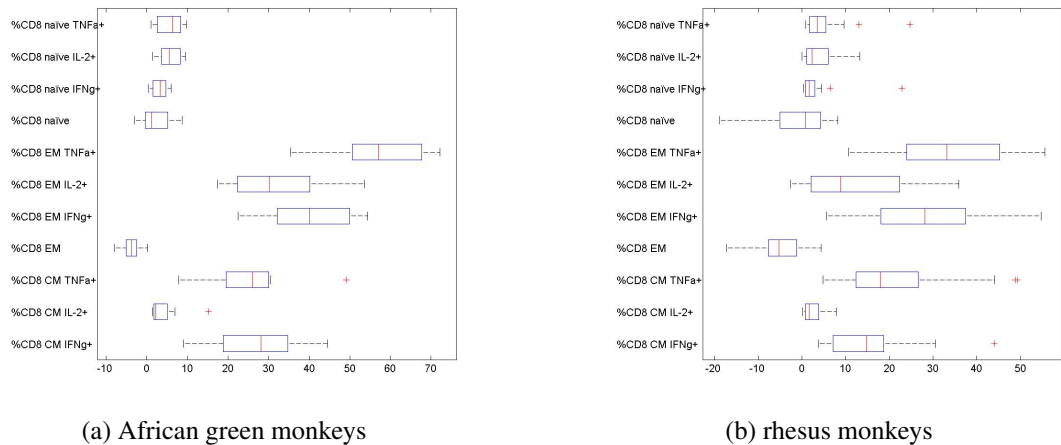 %CD8 naïve TNFa+
%CD8 naïve IL-2+
%CD8 naïve IFNg+
%CD8 naïve
%CD8 EM TNFa+
%CD8 EM IL-2+
%CD8 EM IFNg+
%CD8 EM
%CD8 CM TNFa+
%CD8 CM IL-2+
%CD8 CM IFNg+
-10 0 10 20 30 40 50 60 70
(a) African green monkeys
%CD8 naïve TNFa+
%CD8 naïve IL-2+
%CD8 naïve IFNg+
%CD8 naïve
%CD8 EM TNFa+
%CD8 EM IL-2+
%CD8 EM IFNg+
%CD8 EM
%CD8 CM TNFa+
%CD8 CM IL-2+
%CD8 CM IFNg+
-20 -10 0 10 20 30 40 50
(b) rhesus monkeys